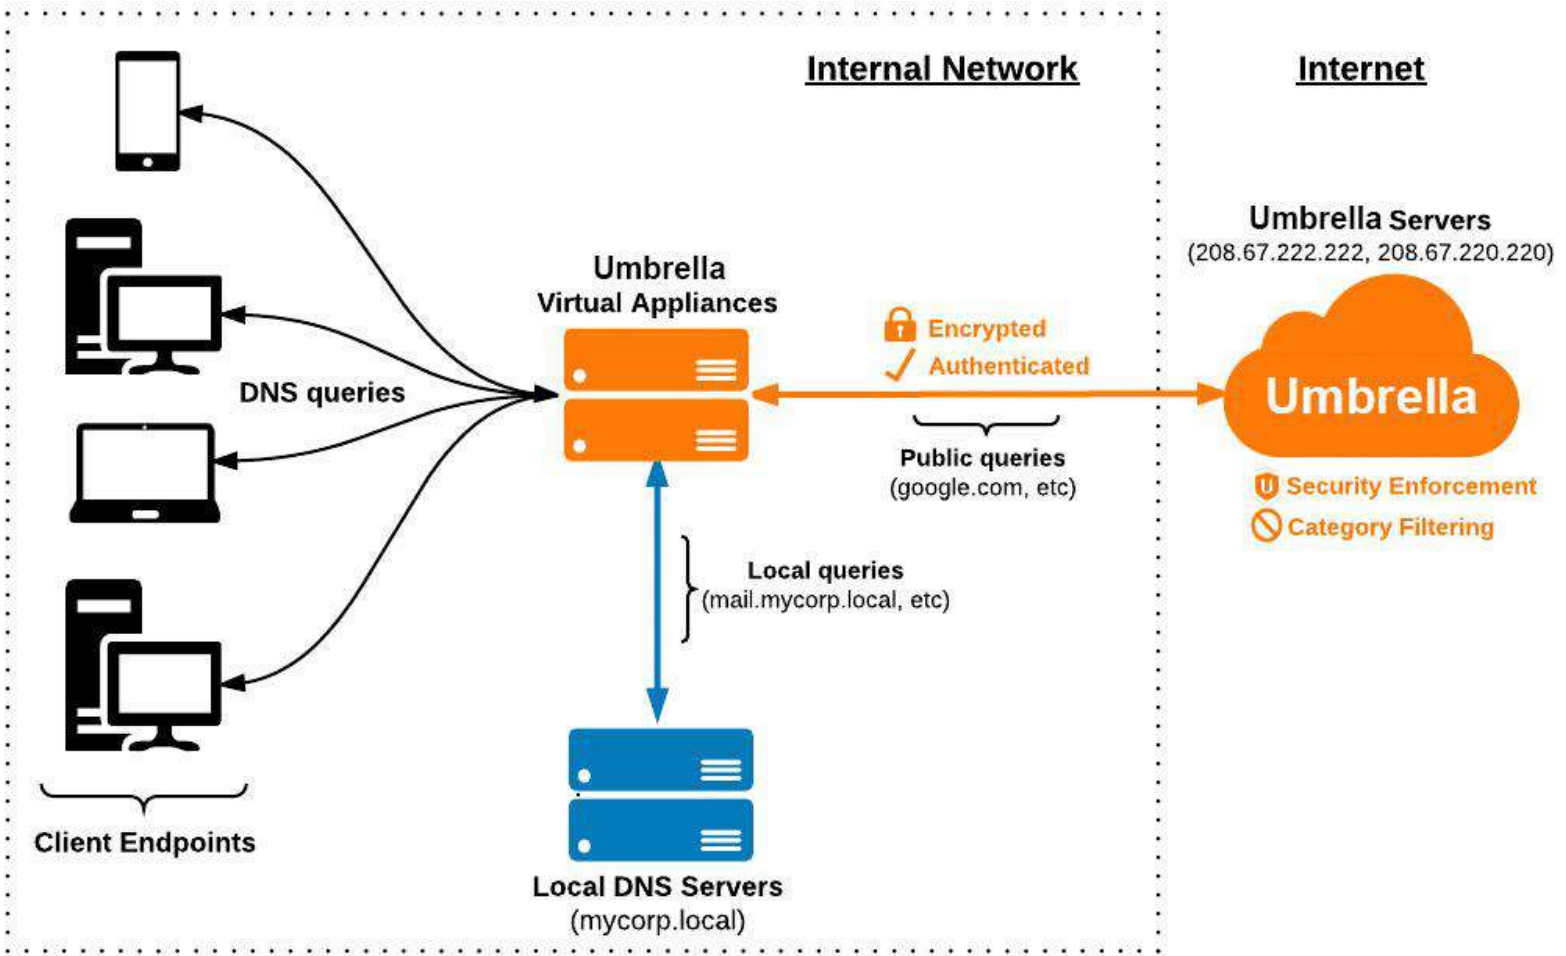 Internal Network
Internet
Umbrella Servers
(208.67.222.222, 208.67.220.220)
Umbrella
Virtual Appliances
Encrypted
Authenticated
DNS queries
Umbrella
Public queries
(google.com, etc)
U Security Enforcement
Category Filtering
Local queries
(mail.mycorp.local, etc)
Client Endpoints
Local DNS Servers
(mycorp.local)